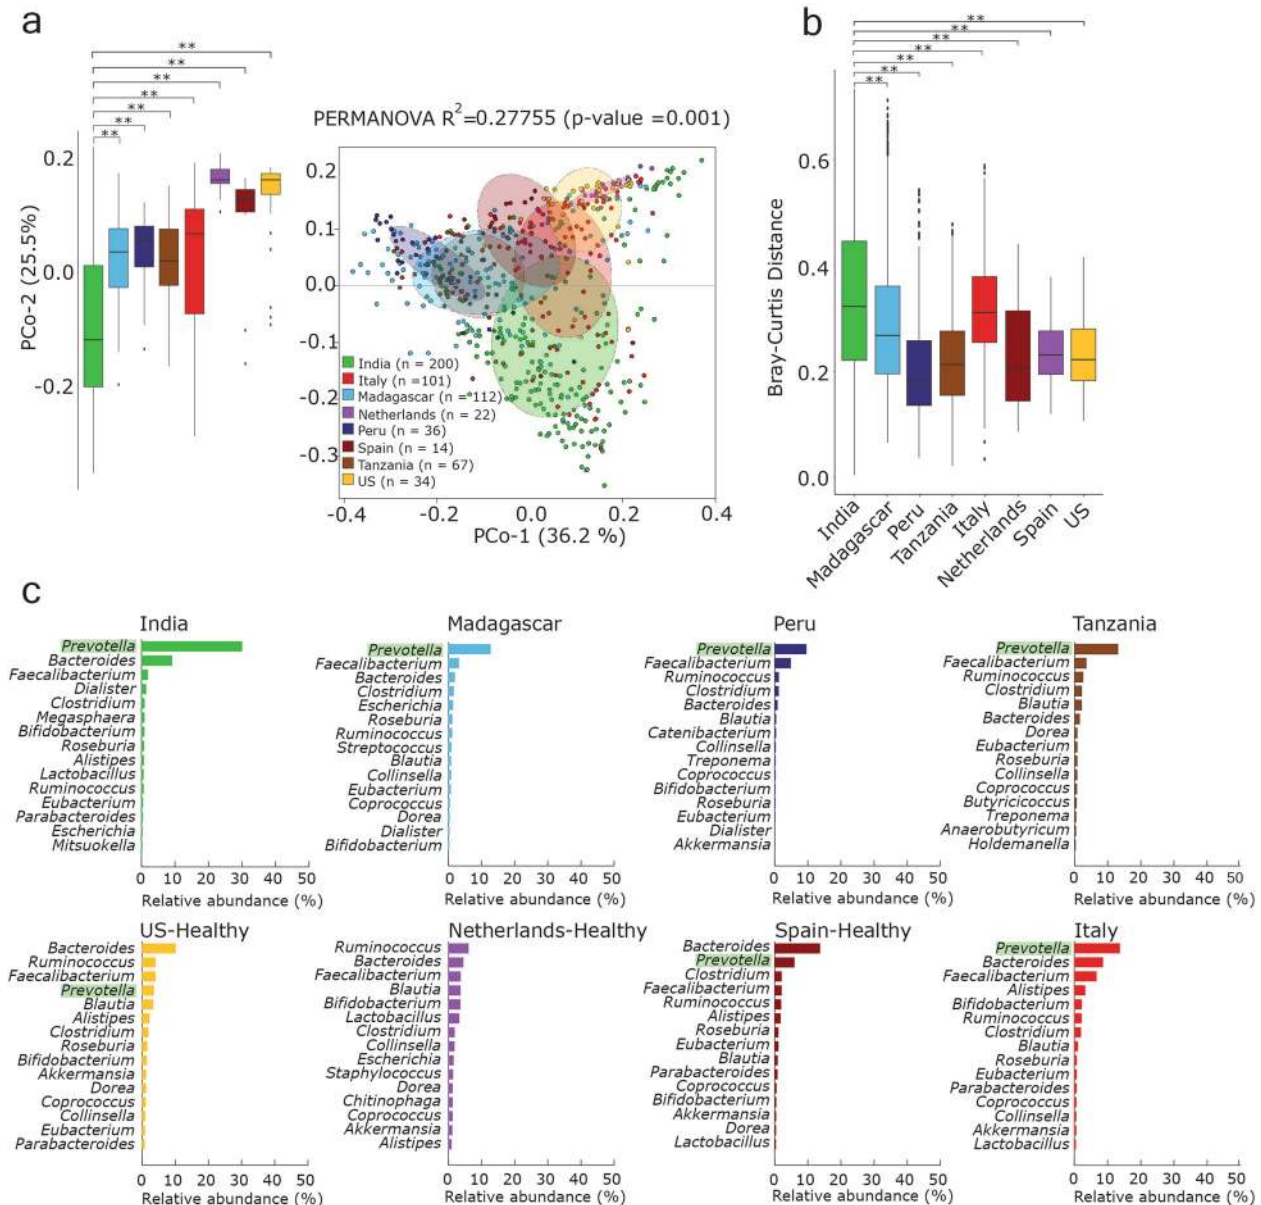 a
**
**
**
**
**
**
**
PCo-2 (25.5%)
0.2
0.0
-0.2
PERMANOVA R2=0.27755 (p-value =0.001)
0.2
0.1
0.0
-0.1
-0.2
-0.3
India (n = 200)
Italy (n =101)
Madagascar (n = 112)
Netherlands (n = 22)
Peru (n = 36)
Spain (n = 14)
Tanzania (n = 67)
US (n = 34)
-0.4
-0.2
0.0
0.2
0.4
PCo-1 (36.2 %)
b
**
**
**
**
**
**
**
Bray-Curtis Distance
0.6
0.4
0.2
0.0
India
Madagascar
Peru
Tanzania
Italy
Netherlands
Spain
US
c
India
Prevotella
Bacteroides
Faecalibacterium
Dialister
Clostridium
Megasphaera
Bifidobacterium
Roseburia
Alistipes
Lactobacillus
Ruminococcus
Eubacterium
Parabacteroides
Escherichia
Mitsuokella
0 10 20 30 40 50
Relative abundance (%)
Madagascar
Prevotella
Faecalibacterium
Bacteroides
Clostridium
Escherichia
Roseburia
Ruminococcus
Streptococcus
Blautia
Collinsella
Eubacterium
Coprococcus
Dorea
Dialister
Bifidobacterium
0 10 20 30 40 50
Relative abundance (%)
Peru
Prevotella
Faecalibacterium
Ruminococcus
Clostridium
Bacteroides
Blautia
Catenibacterium
Collinsella
Treponema
Coprococcus
Bifidobacterium
Roseburia
Eubacterium
Dialister
Akkermansia
0 10 20 30 40 50
Relative abundance (%)
Tanzania
Prevotella
Faecalibacterium
Ruminococcus
Clostridium
Blautia
Bacteroides
Dorea
Eubacterium
Roseburia
Collinsella
Coprococcus
Butyricicoccus
Treponema
Anaerobutyricum
Holdemanella
0 10 20 30 40 50
Relative abundance (%)
US-Healthy
Bacteroides
Ruminococcus
Faecalibacterium
Prevotella
Blautia
Alistipes
Clostridium
Roseburia
Bifidobacterium
Akkermansia
Dorea
Coprococcus
Collinsella
Eubacterium
Parabacteroides
0 10 20 30 40 50
Relative abundance (%)
Netherlands-Healthy
Ruminococcus
Bacteroides
Faecalibacterium
Blautia
Bifidobacterium
Lactobacillus
Clostridium
Collinsella
Escherichia
Staphylococcus
Dorea
Chitinophaga
Coprococcus
Akkermansia
Alistipes
0 10 20 30 40 50
Relative abundance (%)
Spain-Healthy
Bacteroides
Prevotella
Clostridium
Faecalibacterium
Ruminococcus
Alistipes
Roseburia
Eubacterium
Blautia
Parabacteroides
Coprococcus
Bifidobacterium
Akkermansia
Dorea
Lactobacillus
0 10 20 30 40 50
Relative abundance (%)
Italy
Prevotella
Bacteroides
Faecalibacterium
Alistipes
Bifidobacterium
Ruminococcus
Clostridium
Blautia
Roseburia
Eubacterium
Parabacteroides
Coprococcus
Collinsella
Akkermansia
Lactobacillus
0 10 20 30 40 50
Relative abundance (%)